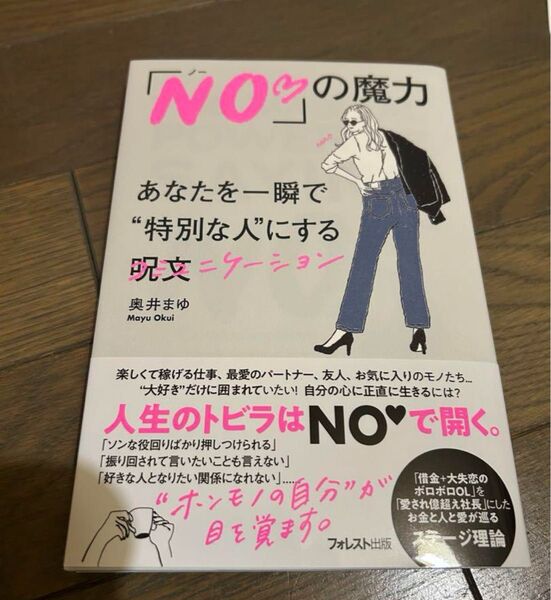 ノー
「NO♡」の魔力
あなたを一瞬で
“特別な人”にする
呪文
コミュニケーション
奥井まゆ
Mayu Okui
楽しくて稼げる仕事、最愛のパートナー、友人、お気に入りのモノたち...
“大好き”だけに囲まれていたい! 自分の心に正直に生きるには?
人生のトビラはNO♥で開く。
「ソンな役回りばかり押しつけられる」
「振り回されて言いたいことも言えない」
「好きな人となりたい関係になれない」.....
“ホンモノの自分”が
目を覚ます。
フォレスト出版
「借金+大失恋の
ボロボロOL」を
「愛され億超え社長」にした
お金と人と愛が巡る
ステージ理論